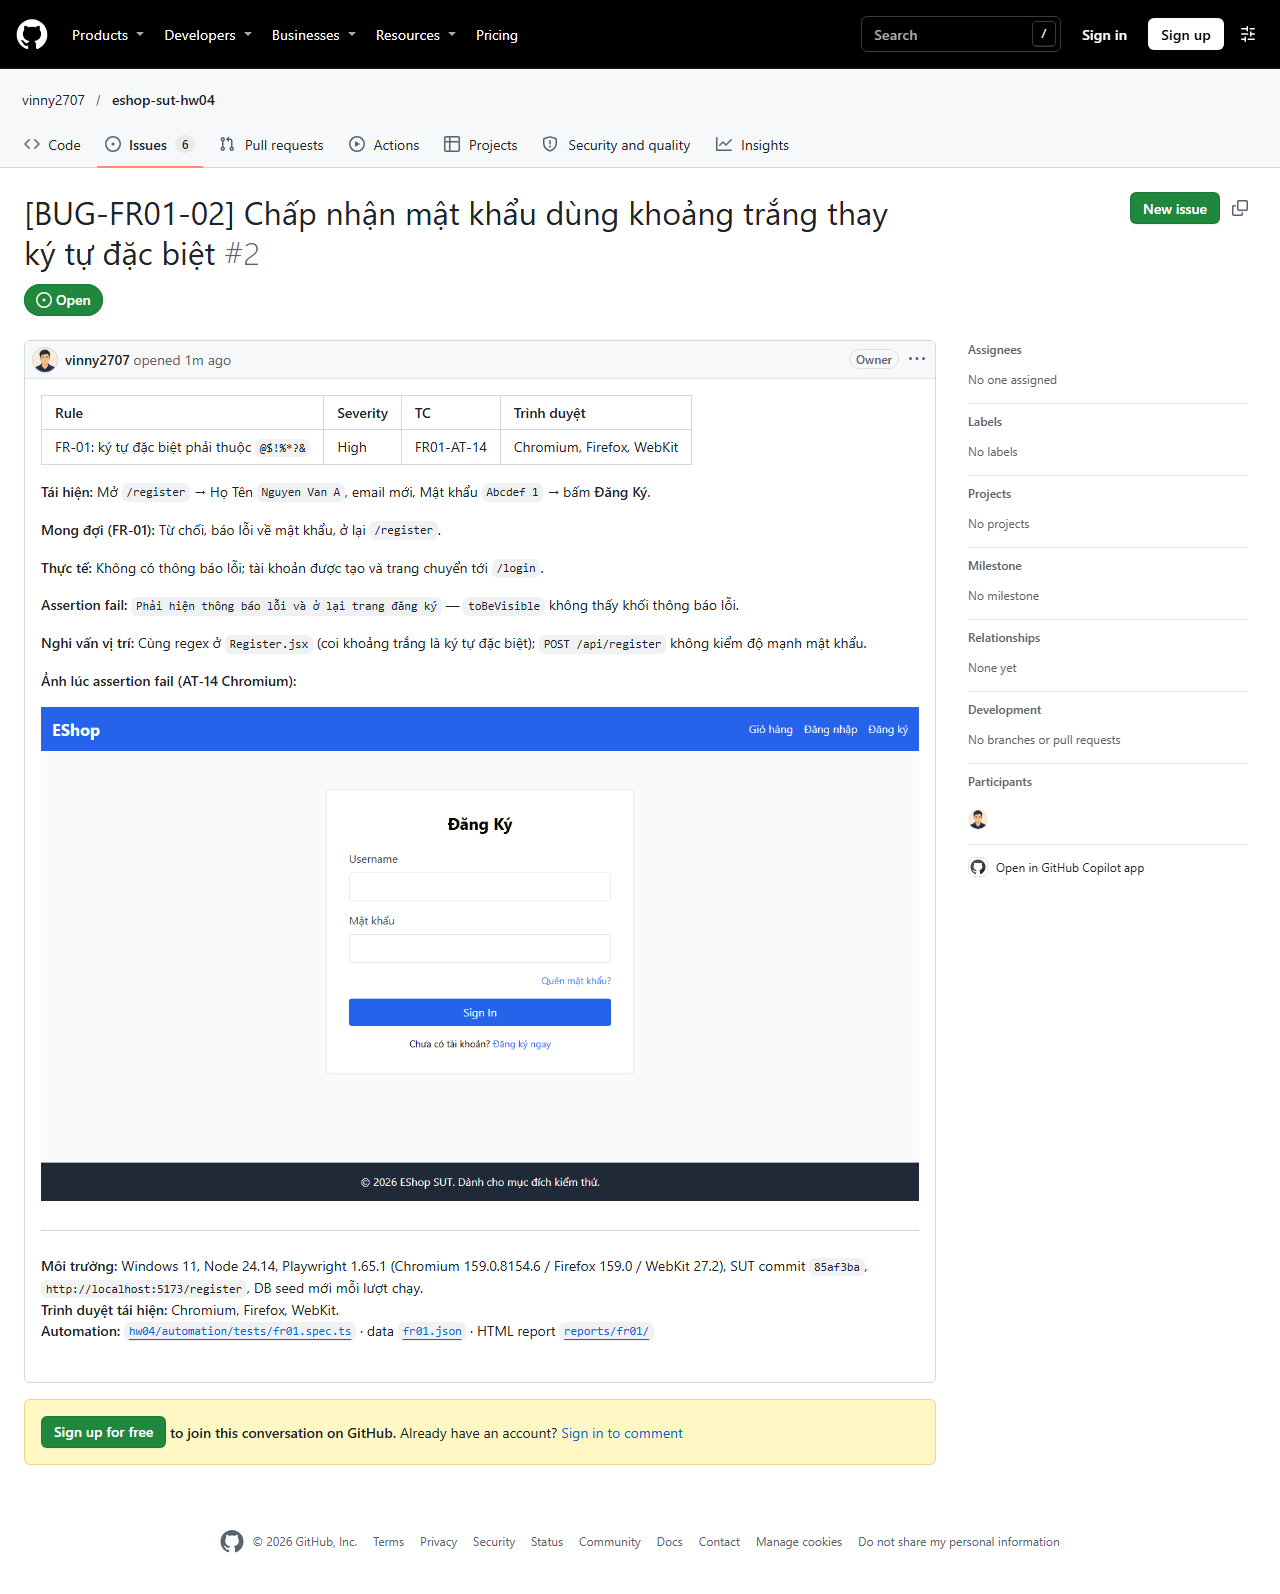 Products
Developers
Businesses
Resources
Pricing
Search
/
Sign in
Sign up
vinny2707 / eshop-sut-hw04
Code
Issues 6
Pull requests
Actions
Projects
Security and quality
Insights
[BUG-FR01-02] Chấp nhận mật khẩu dùng khoảng trắng thay
ký tự đặc biệt #2
New issue
Open
vinny2707 opened 1m ago
Owner
Rule Severity TC Trình duyệt
FR-01: ký tự đặc biệt phải thuộc @$!%*?& High FR01-AT-14 Chromium, Firefox, WebKit
Tái hiện: Mở /register → Họ Tên Nguyen Van A, email mới, Mật khẩu Abcdef 1 → bấm Đăng Ký.
Mong đợi (FR-01): Từ chối, báo lỗi về mật khẩu, ở lại /register.
Thực tế: Không có thông báo lỗi; tài khoản được tạo và trang chuyển tới /login.
Assertion fail: Phải hiện thông báo lỗi và ở lại trang đăng ký — toBeVisible không thấy khối thông báo lỗi.
Nghi vấn vị trí: Cùng regex ở Register.jsx (coi khoảng trắng là ký tự đặc biệt); POST /api/register không kiểm độ mạnh mật khẩu.
Ảnh lúc assertion fail (AT-14 Chromium):
EShop
Giỏ hàng
Đăng nhập
Đăng ký
Đăng Ký
Username
Mật khẩu
Quên mật khẩu?
Sign In
Chưa có tài khoản? Đăng ký ngay
© 2026 EShop SUT. Dành cho mục đích kiểm thử.
Môi trường: Windows 11, Node 24.14, Playwright 1.65.1 (Chromium 159.0.8154.6 / Firefox 159.0 / WebKit 27.2), SUT commit 85af3ba,
http://localhost:5173/register, DB seed mới mỗi lượt chạy.
Trình duyệt tái hiện: Chromium, Firefox, WebKit.
Automation: hw04/automation/tests/fr01.spec.ts · data fr01.json · HTML report reports/fr01/
Assignees
No one assigned
Labels
No labels
Projects
No projects
Milestone
No milestone
Relationships
None yet
Development
No branches or pull requests
Participants
Open in GitHub Copilot app
Sign up for free to join this conversation on GitHub. Already have an account? Sign in to comment
© 2026 GitHub, Inc.
Terms
Privacy
Security
Status
Community
Docs
Contact
Manage cookies
Do not share my personal information